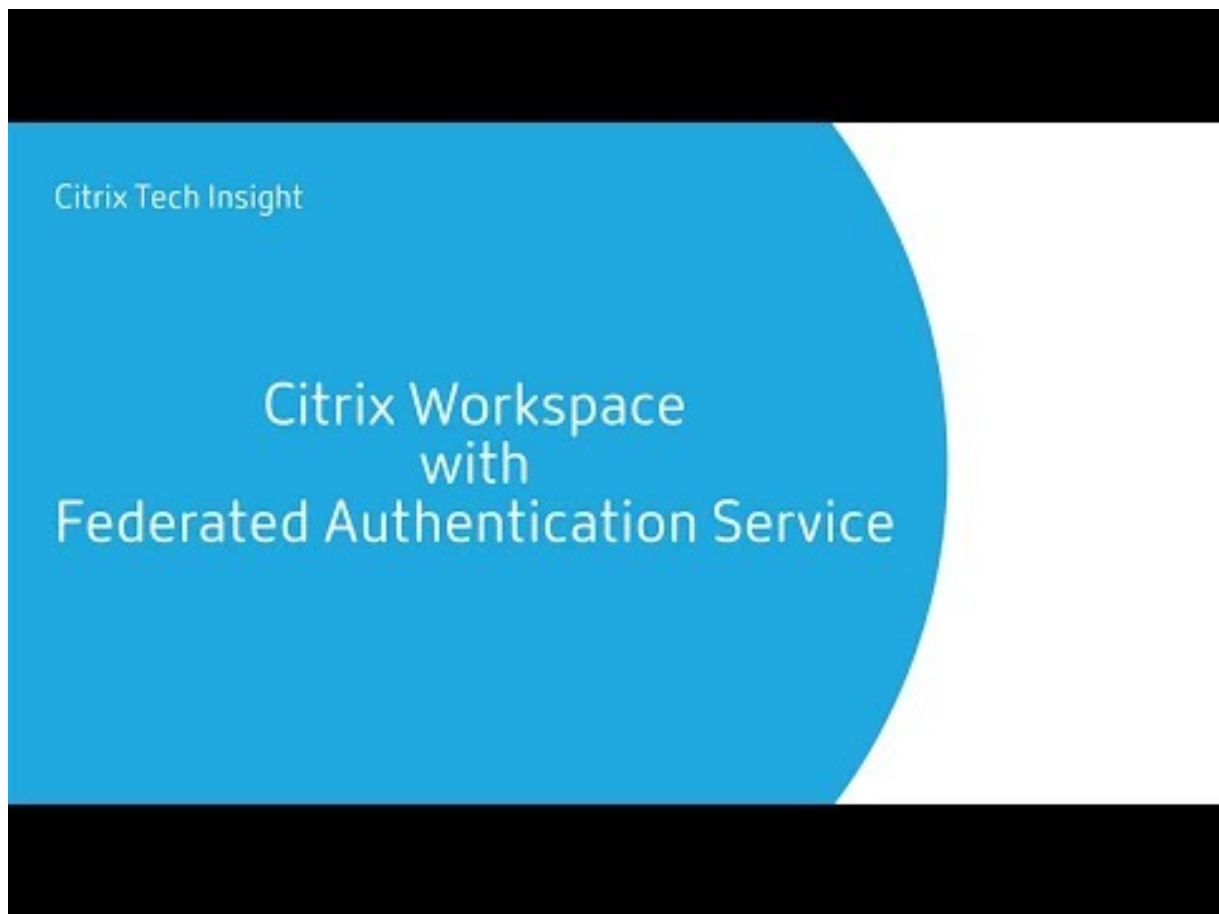 Citrix Tech Insight
Citrix Workspace
with
Federated Authentication Service